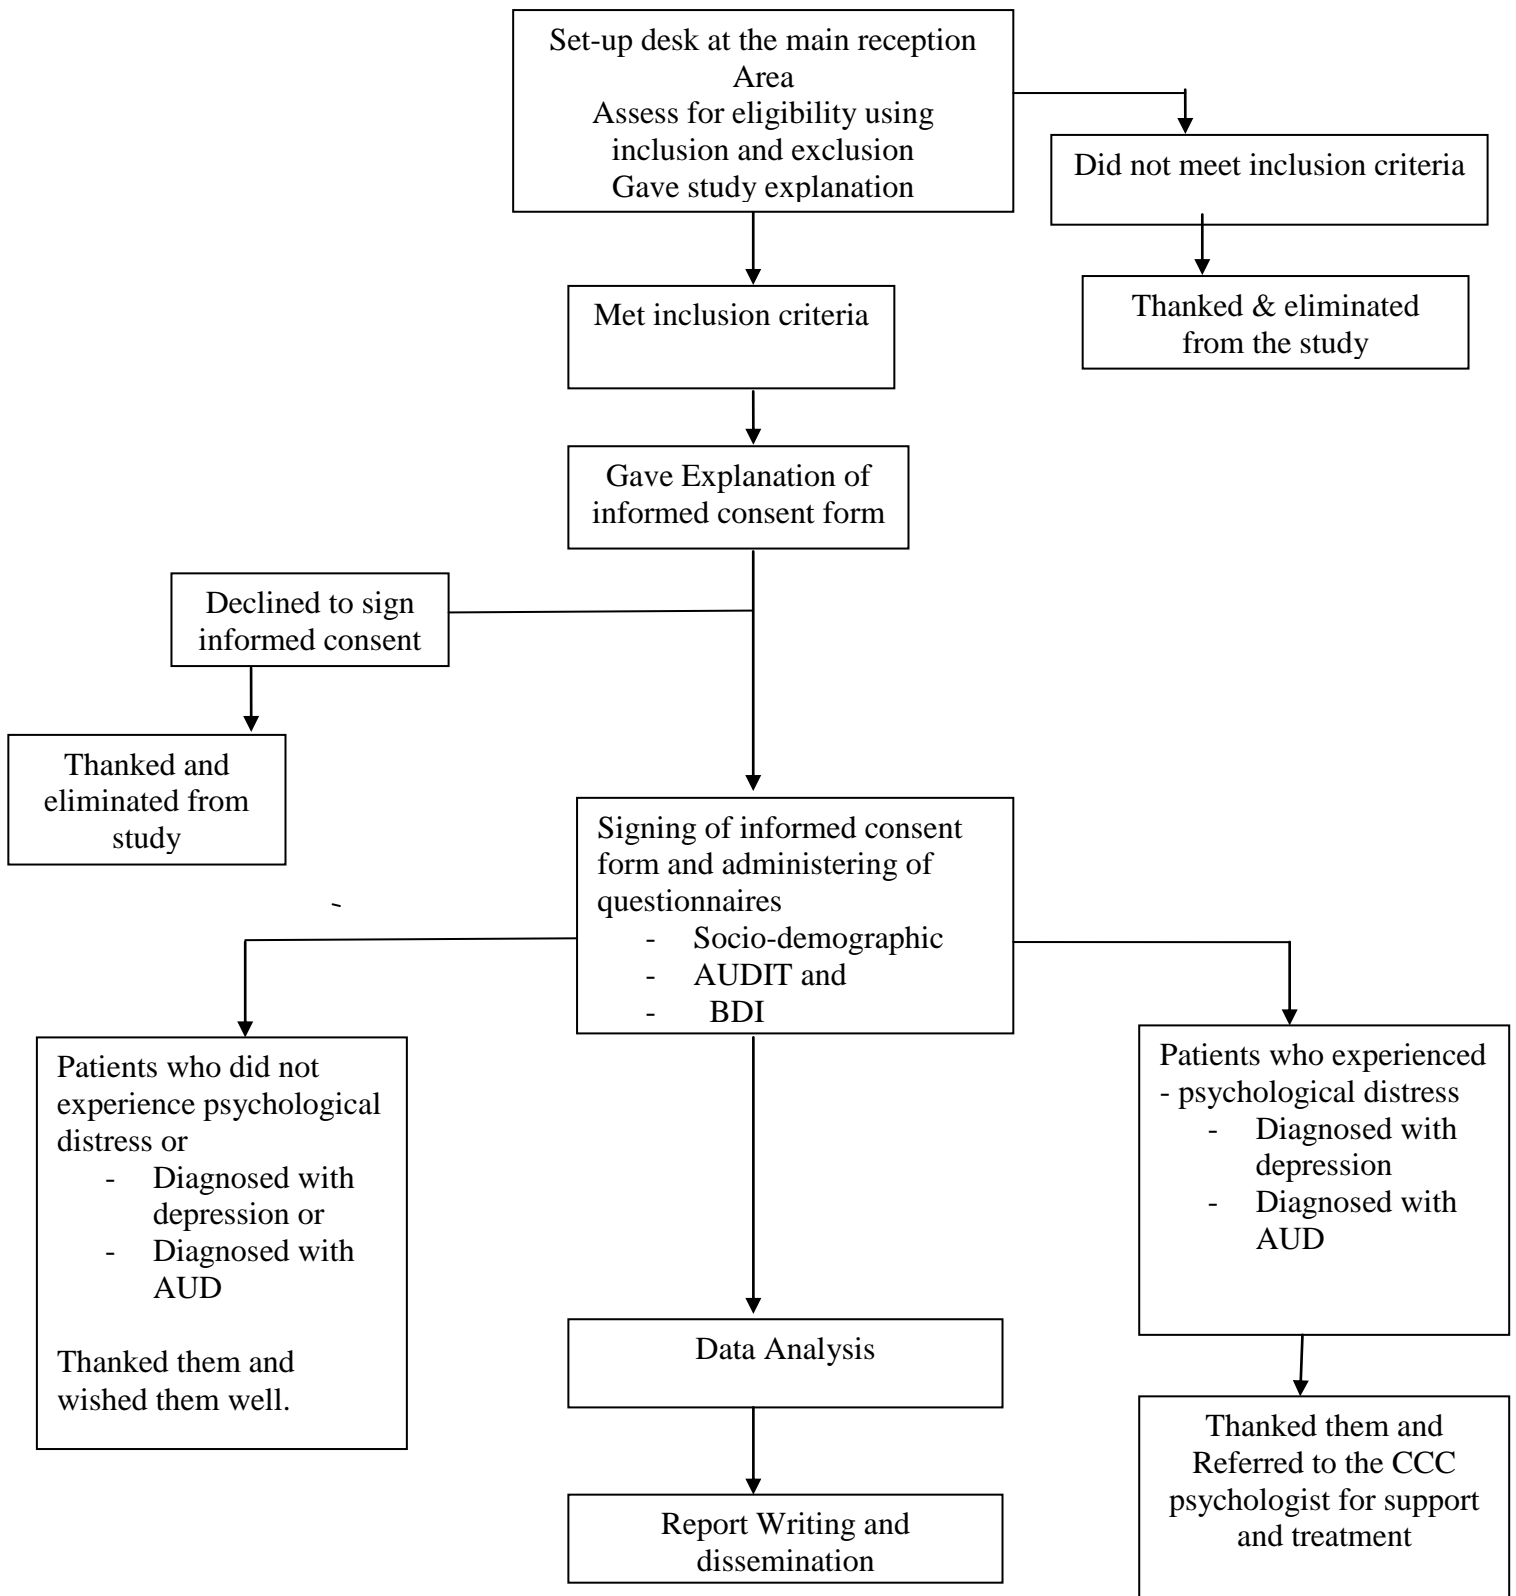 Set-up desk at the main reception
Area
Assess for eligibility using
inclusion and exclusion
Gave study explanation
Did not meet inclusion criteria
Thanked & eliminated
from the study
Met inclusion criteria
Gave Explanation of
informed consent form
Declined to sign
informed consent
Thanked and
eliminated from
study
Signing of informed consent
form and administering of
questionnaires
- Socio-demographic
- AUDIT and
- BDI
Patients who did not
experience psychological
distress or
- Diagnosed with
depression or
- Diagnosed with
AUD
Thanked them and
wished them well.
Patients who experienced
- psychological distress
- Diagnosed with
depression
- Diagnosed with
AUD
Data Analysis
Thanked them and
Referred to the CCC
psychologist for support
and treatment
Report Writing and
dissemination